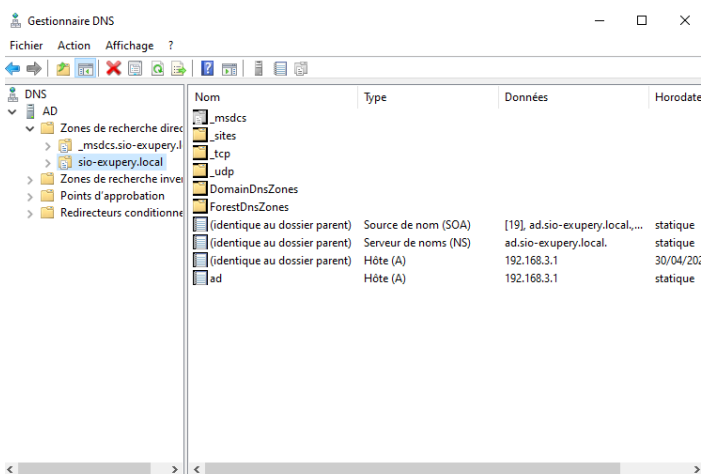 Gestionnaire DNS
Fichier Action Affichage ?
DNS
AD
Zones de recherche direc
_msdcs.sio-exupery.l
sio-exupery.local
Zones de recherche inver
Points d'approbation
Redirecteurs conditionne
Nom Type Données Horodate
_msdcs
_sites
_tcp
_udp
DomainDnsZones
ForestDnsZones
(identique au dossier parent) Source de nom (SOA) [19], ad.sio-exupery.local.,... statique
(identique au dossier parent) Serveur de noms (NS) ad.sio-exupery.local. statique
(identique au dossier parent) Hôte (A) 192.168.3.1 30/04/202
ad Hôte (A) 192.168.3.1 statique